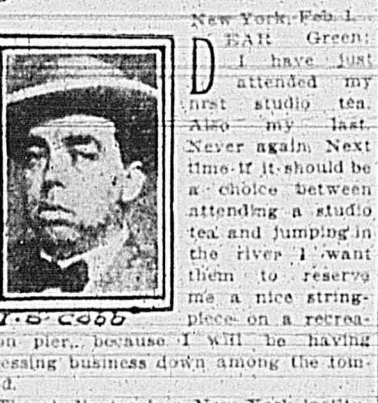 New York, Feb. 1.
DEAR Green:
I have just
attended my
first studio tea.
Also my last.
Never again. Next
time if it should be
a choice between
attending a studio
tea and jumping in
the river I want
them to reserve
me a nice string-
piece on a recrea-
on pier, because I will be having
essing business down among the tom-
d.
Cobb